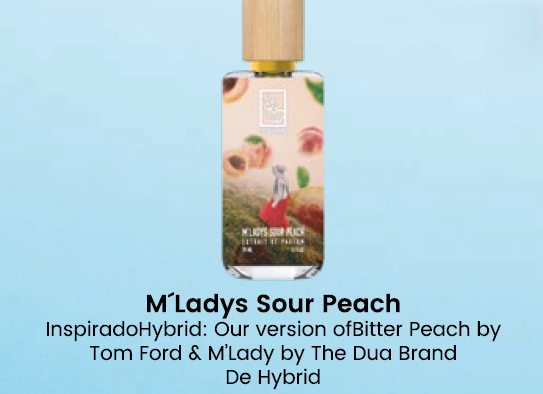 M'LADYS SOUR PEACH
EXTRAIT DE PARFUM
M´Ladys Sour Peach
InspiradoHybrid: Our version ofBitter Peach by
Tom Ford & M’Lady by The Dua Brand
De Hybrid